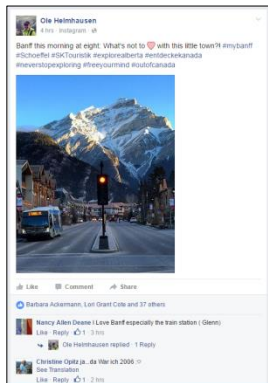 Ole Helmhausen
4 hrs · Instagram ·
Banff this morning at eight. What's not to 💗 with this little town?! #mybanff
#Schoeffel #SKTouristik #explorealberta #entdeckekanada
#neverstopexploring #freeyourmind #outofcanada
Like Comment Share
Barbara Ackermann, Lori Grant Cote and 37 others
Nancy Allen Deane I Love Banff especially the train station ( Glenn)
Like · Reply · 1 · 3 hrs
Ole Helmhausen replied · 1 Reply
Christine Opitz ja...da War ich 2006
See Translation
Like · Reply · 1 · 2 hrs